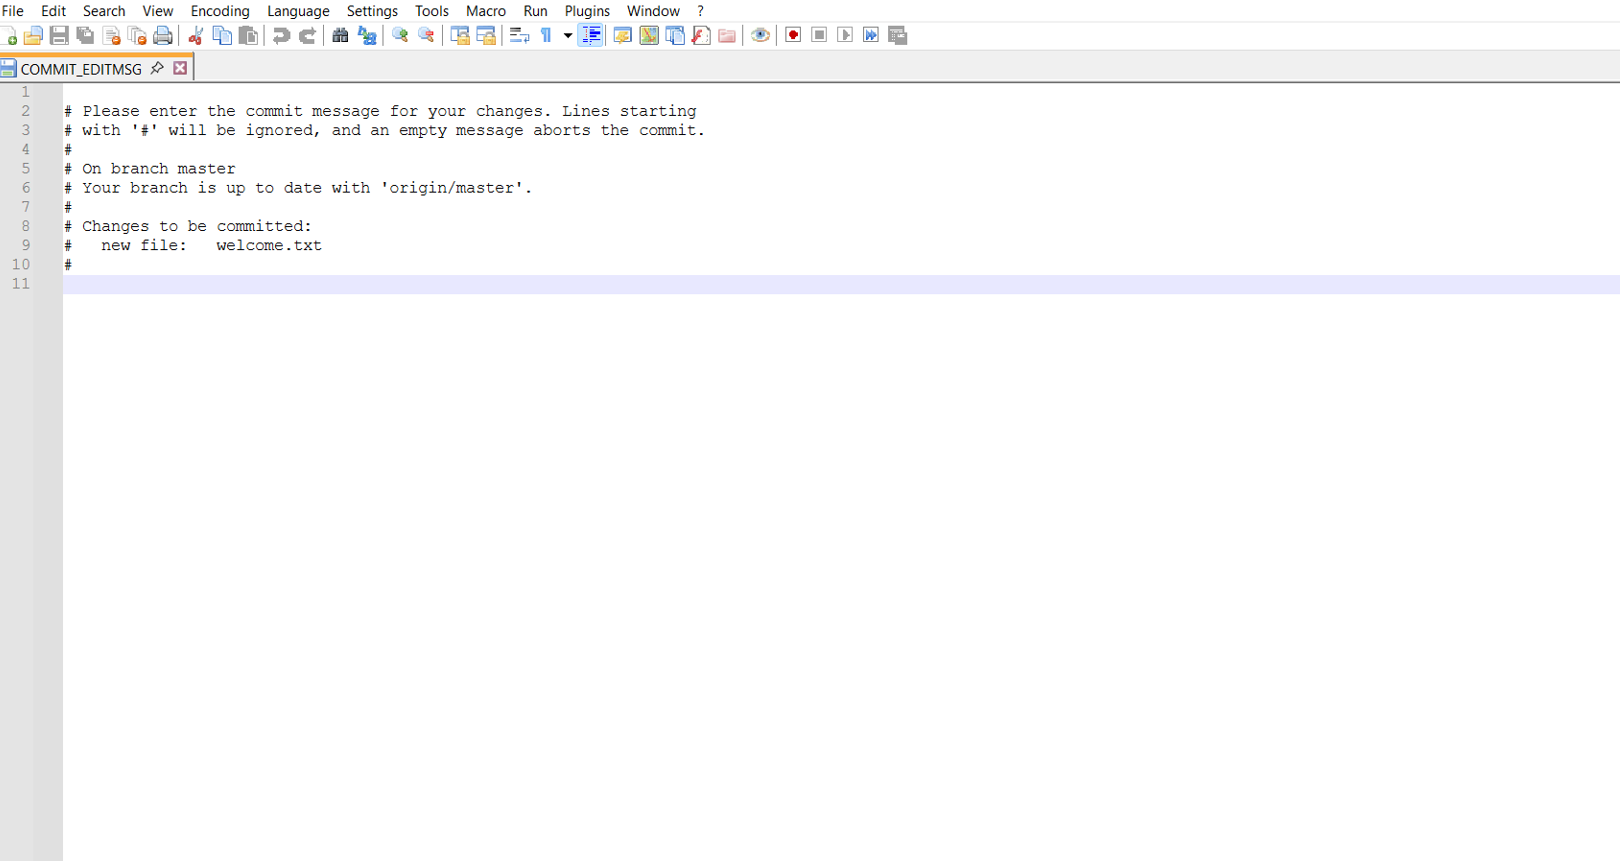 File Edit Search View Encoding Language Settings Tools Macro Run Plugins Window ?
COMMIT_EDITMSG
1
2 # Please enter the commit message for your changes. Lines starting
3 # with '#' will be ignored, and an empty message aborts the commit.
4 #
5 # On branch master
6 # Your branch is up to date with 'origin/master'.
7 #
8 # Changes to be committed:
9 #   new file:   welcome.txt
10 #
11